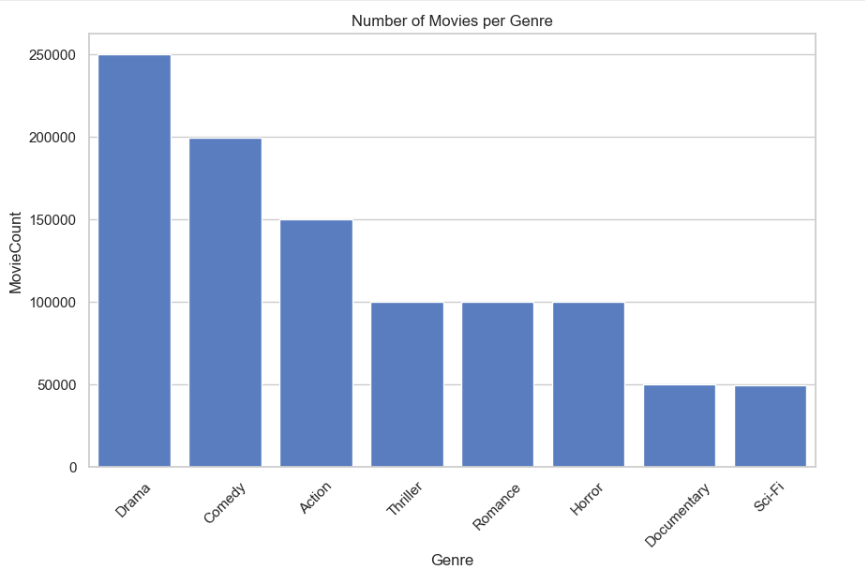 Number of Movies per Genre
250000
200000
150000
100000
50000
0
MovieCount
Drama
Comedy
Action
Thriller
Romance
Horror
Documentary
Sci-Fi
Genre